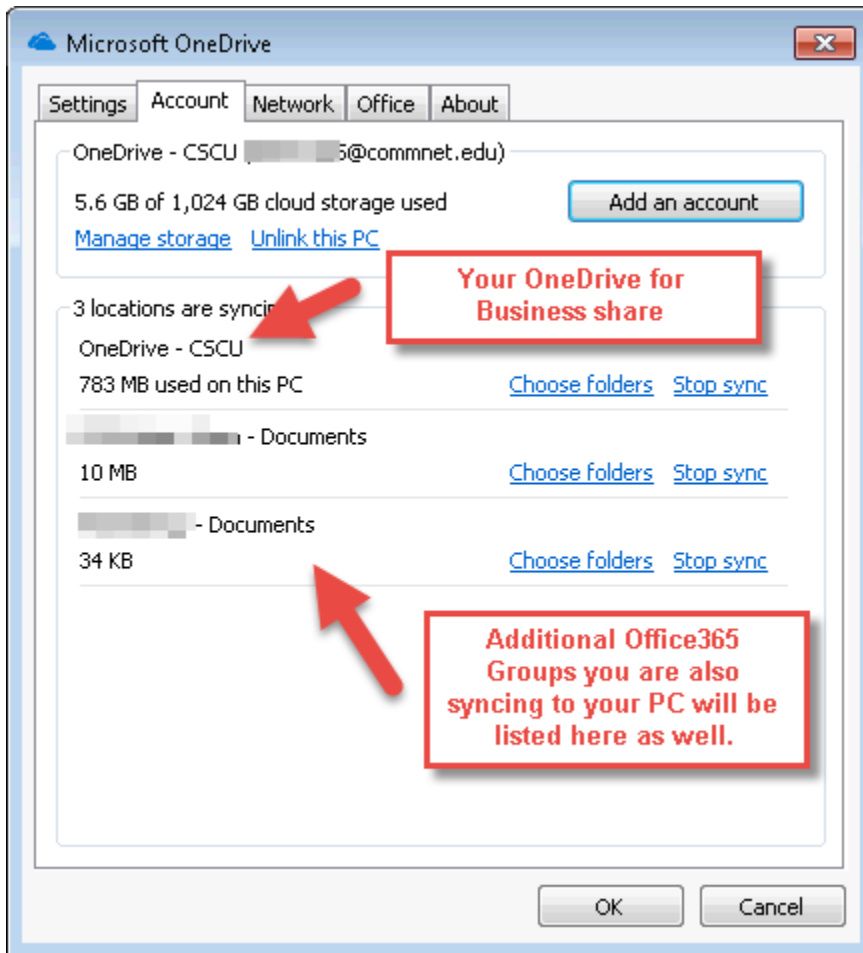 Microsoft OneDrive
Settings Account Network Office About
OneDrive - CSCU ( 5@commnet.edu)
5.6 GB of 1,024 GB cloud storage used
Add an account
Manage storage Unlink this PC
Your OneDrive for
Business share
3 locations are syncing
OneDrive - CSCU
783 MB used on this PC Choose folders Stop sync
- Documents
10 MB Choose folders Stop sync
- Documents
34 KB Choose folders Stop sync
Additional Office365
Groups you are also
syncing to your PC will be
listed here as well.
OK Cancel